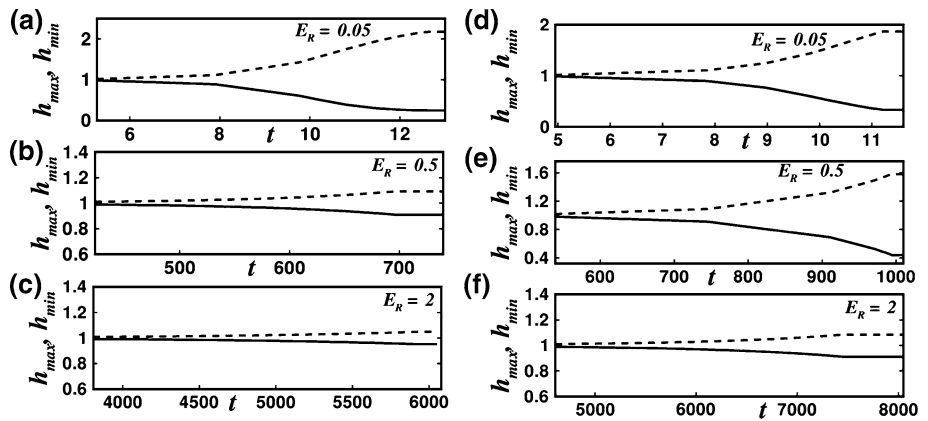 (a)
E_R = 0.05
h_max, h_min
2
1
0
6 8 10 12
t
(b)
E_R = 0.5
h_max, h_min
1.4
1.2
1
0.8
0.6
500 600 700
t
(c)
E_R = 2
h_max, h_min
1.4
1.2
1
0.8
0.6
4000 4500 5000 5500 6000
t
(d)
E_R = 0.05
h_max, h_min
2
1
0
5 6 7 8 9 10 11
t
(e)
E_R = 0.5
h_max, h_min
1.6
1.2
0.8
0.4
600 700 800 900 1000
t
(f)
E_R = 2
h_max, h_min
1.4
1.2
1
0.8
0.6
5000 6000 7000 8000
t